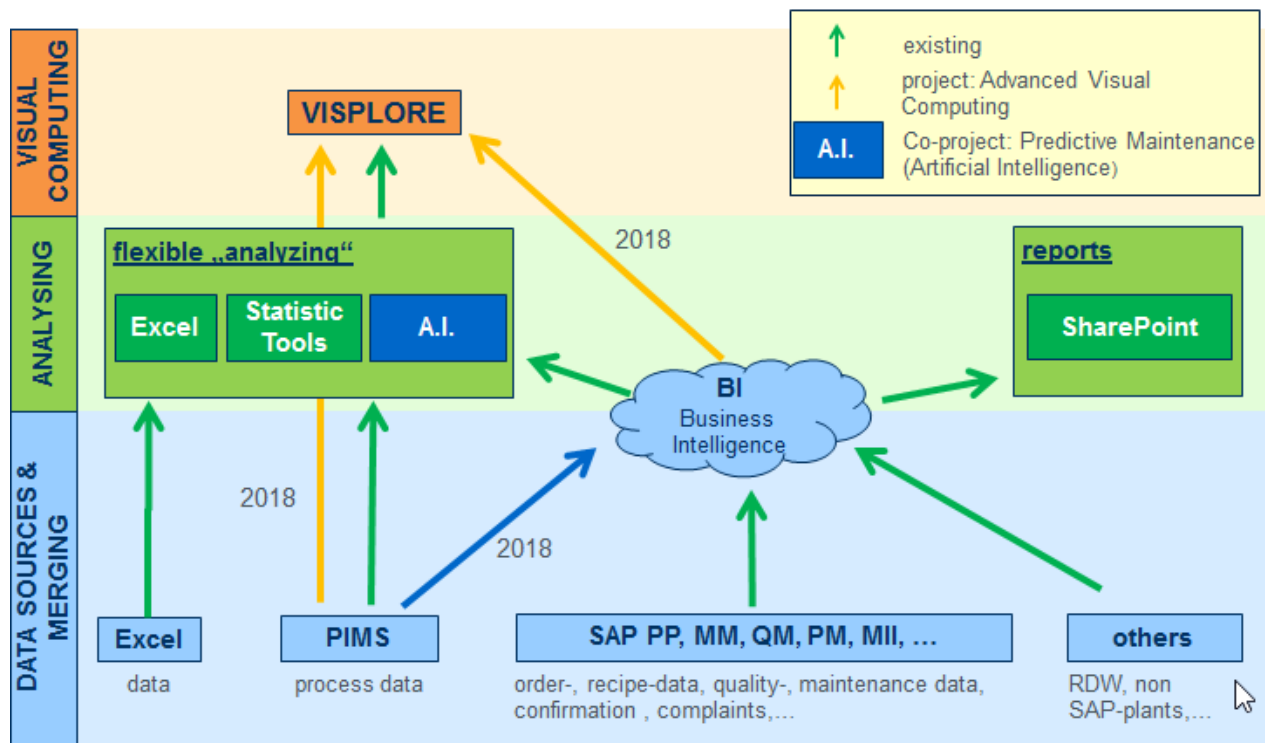 VISUAL
COMPUTING
VISPLORE
existing
project: Advanced Visual
Computing
A.I.
Co-project: Predictive Maintenance
(Artificial Intelligence)
ANALYSING
flexible „analyzing“
Excel
Statistic
Tools
A.I.
2018
reports
SharePoint
BI
Business
Intelligence
DATA SOURCES &
MERGING
2018
2018
Excel
data
PIMS
process data
SAP PP, MM, QM, PM, MII, …
order-, recipe-data, quality-, maintenance data,
confirmation , complaints,…
others
RDW, non
SAP-plants,…